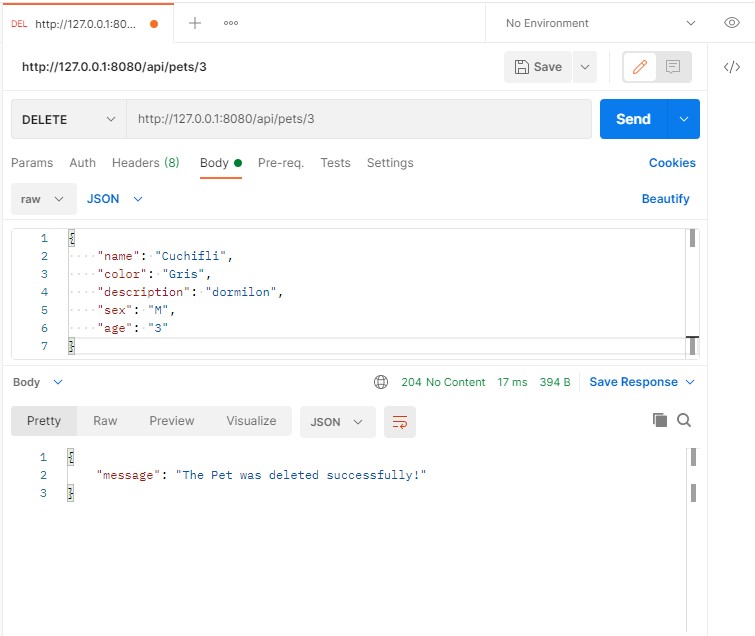 DEL http://127.0.0.1:80...
No Environment
http://127.0.0.1:8080/api/pets/3
Save
DELETE http://127.0.0.1:8080/api/pets/3 Send
Params Auth Headers (8) Body Pre-req. Tests Settings Cookies
raw JSON Beautify
1 {
2 "name": "Cuchifli",
3 "color": "Gris",
4 "description": "dormilon",
5 "sex": "M",
6 "age": "3"
7 }
Body 204 No Content 17 ms 394 B Save Response
Pretty Raw Preview Visualize JSON
1 {
2 "message": "The Pet was deleted successfully!"
3 }